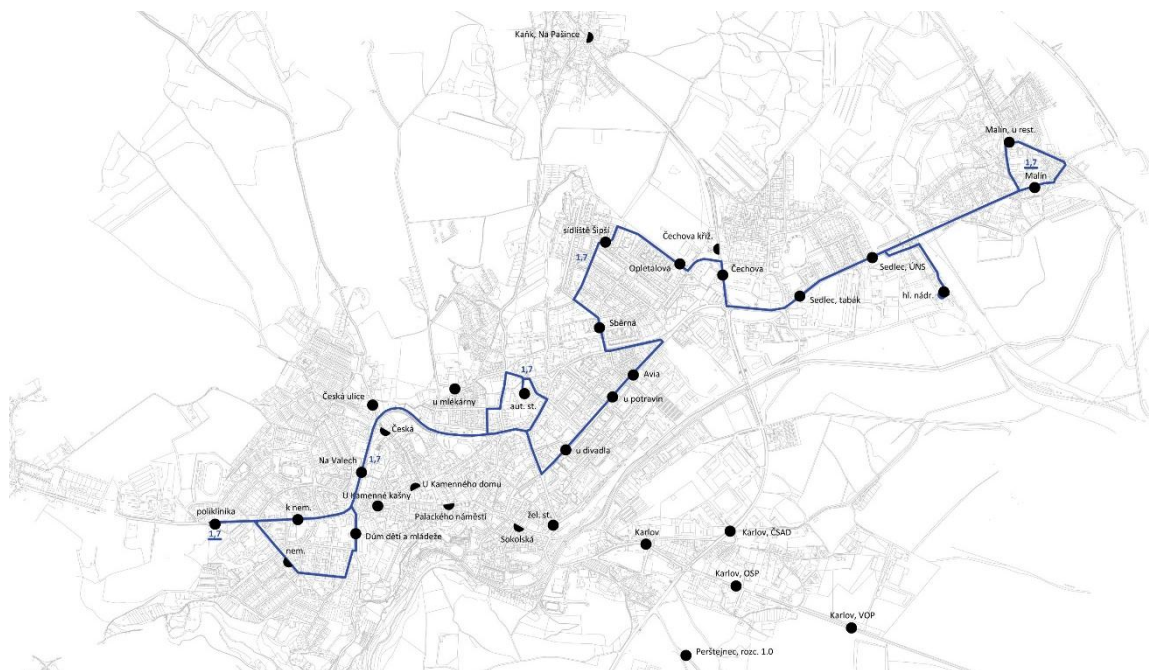 Kaňk, Na Pašince
Malín, u rest.
1,7
Malín
sídliště Šipší
Čechova křiž.
1,7
Opletalova
Čechova
Sedlec, ÚNS
Sedlec, tabák
hl. nádr.
Sběrna
1,7
Avia
Česká ulice
u mlékárny
aut. st.
u potravin
Česká
u divadla
Na Valech
1,7
U Kamenného domu
U Kamenné kašny
poliklinika
k nem.
Palackého náměstí
žel. st.
1,7
Dům dětí a mládeže
Sokolská
Karlov
Karlov, ČSAD
nem.
Karlov, OSP
Karlov, VOP
Perštejnec, rozc. 1.0